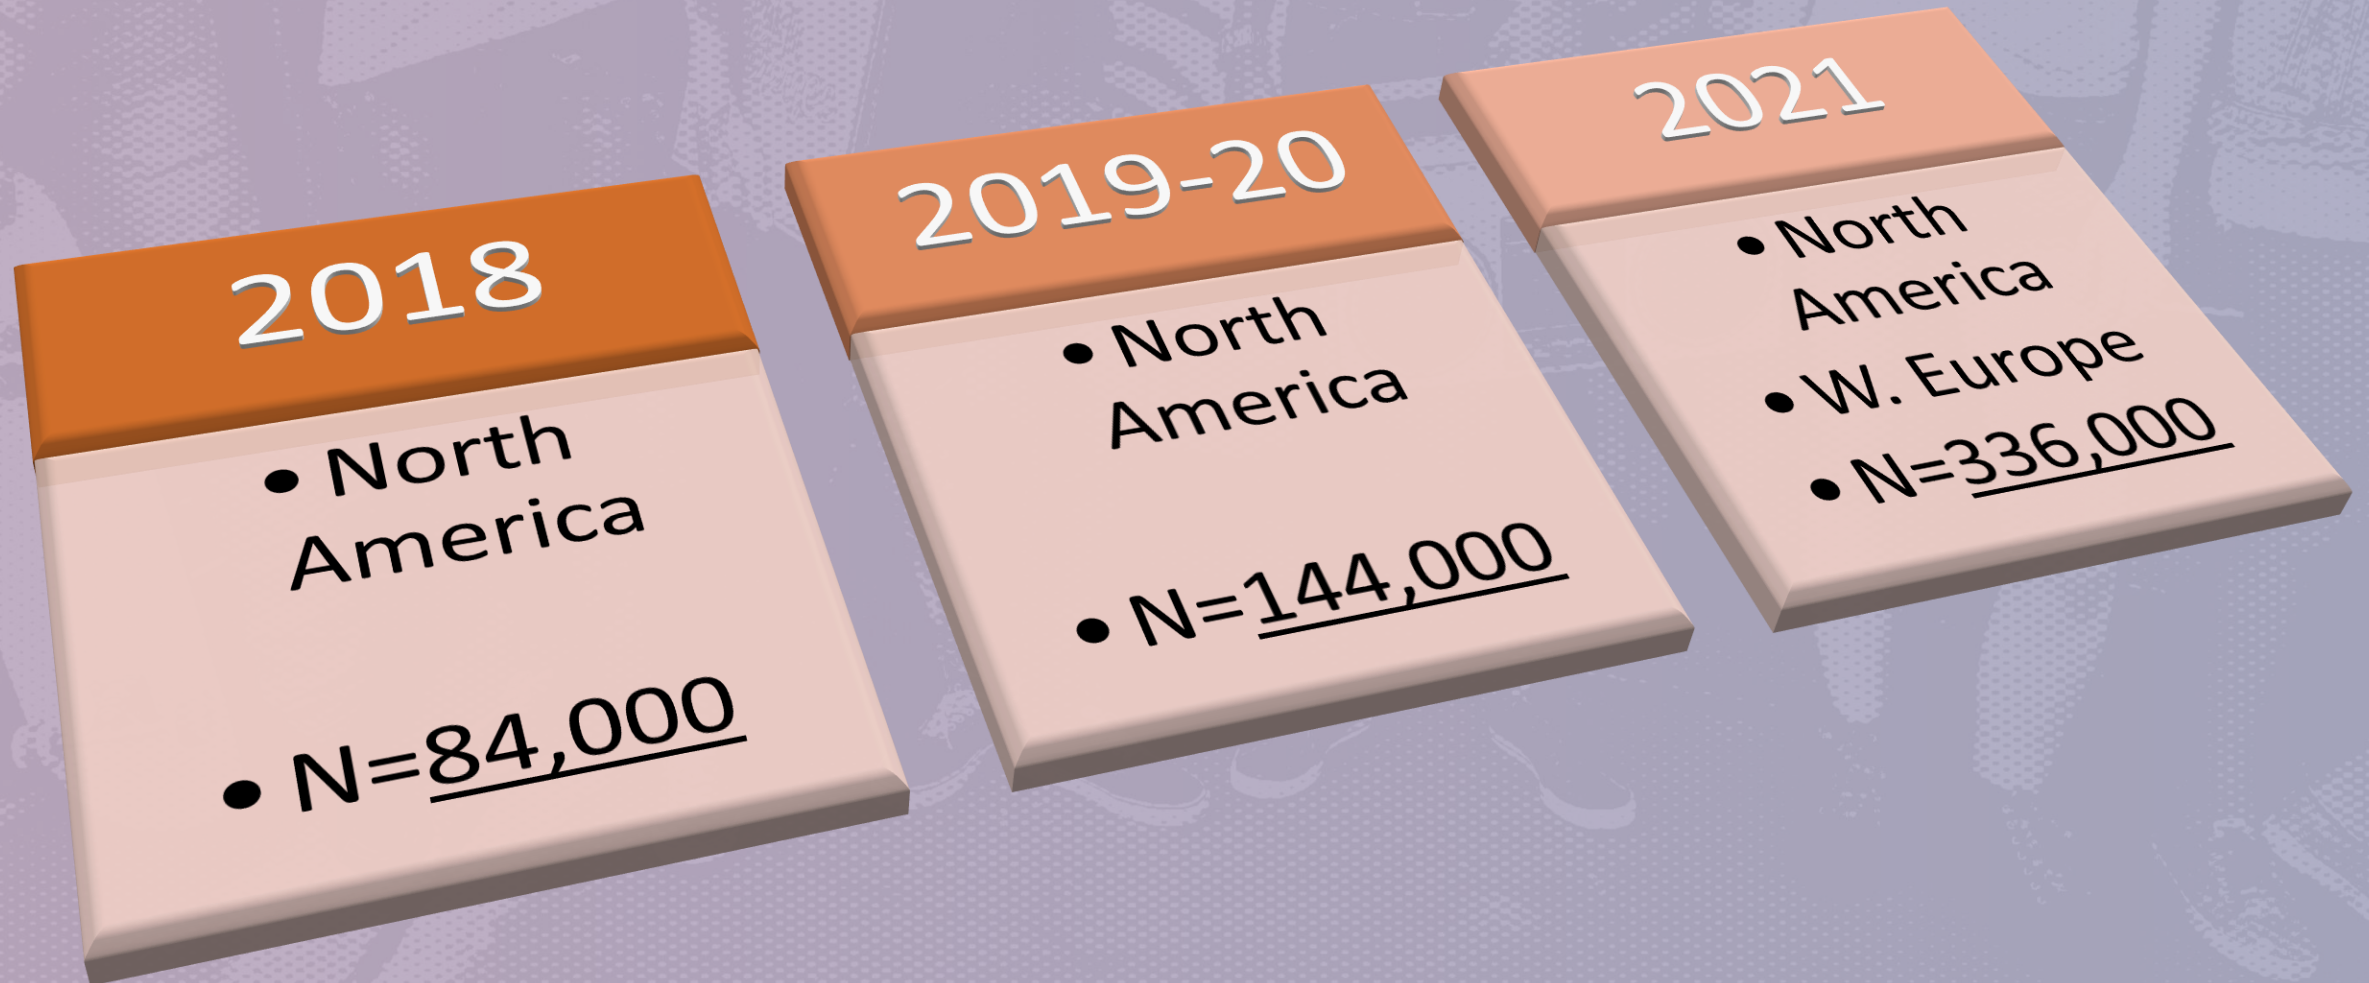 2018
• North
America
• N=84,000
2019-20
• North
America
• N=144,000
2021
• North
America
• W. Europe
• N=336,000